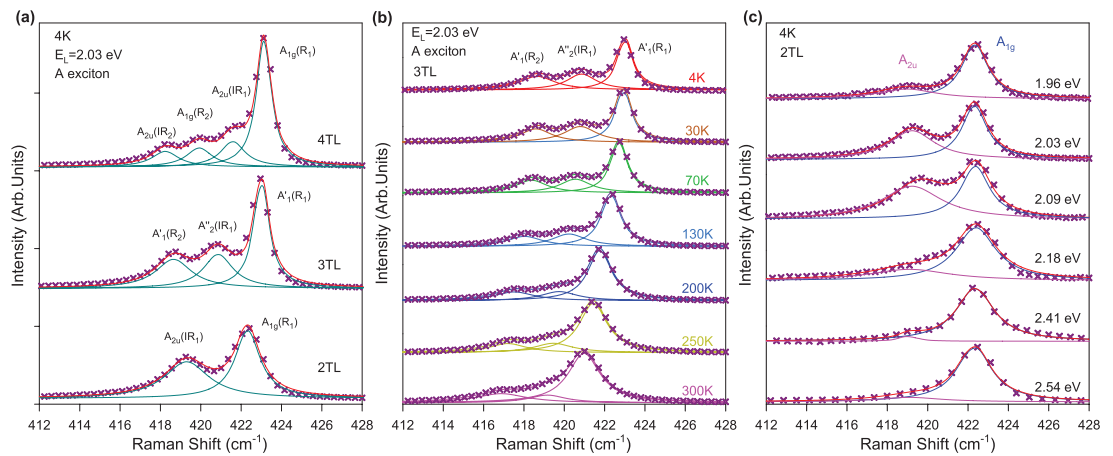 (a)
4K
E_L=2.03 eV
A exciton
A_1g(R_1)
A_2u(IR_1)
A_1g(R_2)
A_2u(IR_2)
4TL
A'_1(R_1)
A''_2(IR_1)
A'_1(R_2)
3TL
A_1g(R_1)
A_2u(IR_1)
2TL
Intensity (Arb.Units)
412 414 416 418 420 422 424 426 428
Raman Shift (cm^-1)
(b)
E_L=2.03 eV
A exciton
3TL
A'_1(R_2)
A''_2(IR_1)
A'_1(R_1)
4K
30K
70K
130K
200K
250K
300K
Intensity (Arb.Units)
412 414 416 418 420 422 424 426 428
Raman Shift (cm^-1)
(c)
4K
2TL
A_2u
A_1g
1.96 eV
2.03 eV
2.09 eV
2.18 eV
2.41 eV
2.54 eV
Intensity (Arb.Units)
412 414 416 418 420 422 424 426 428
Raman Shift (cm^-1)